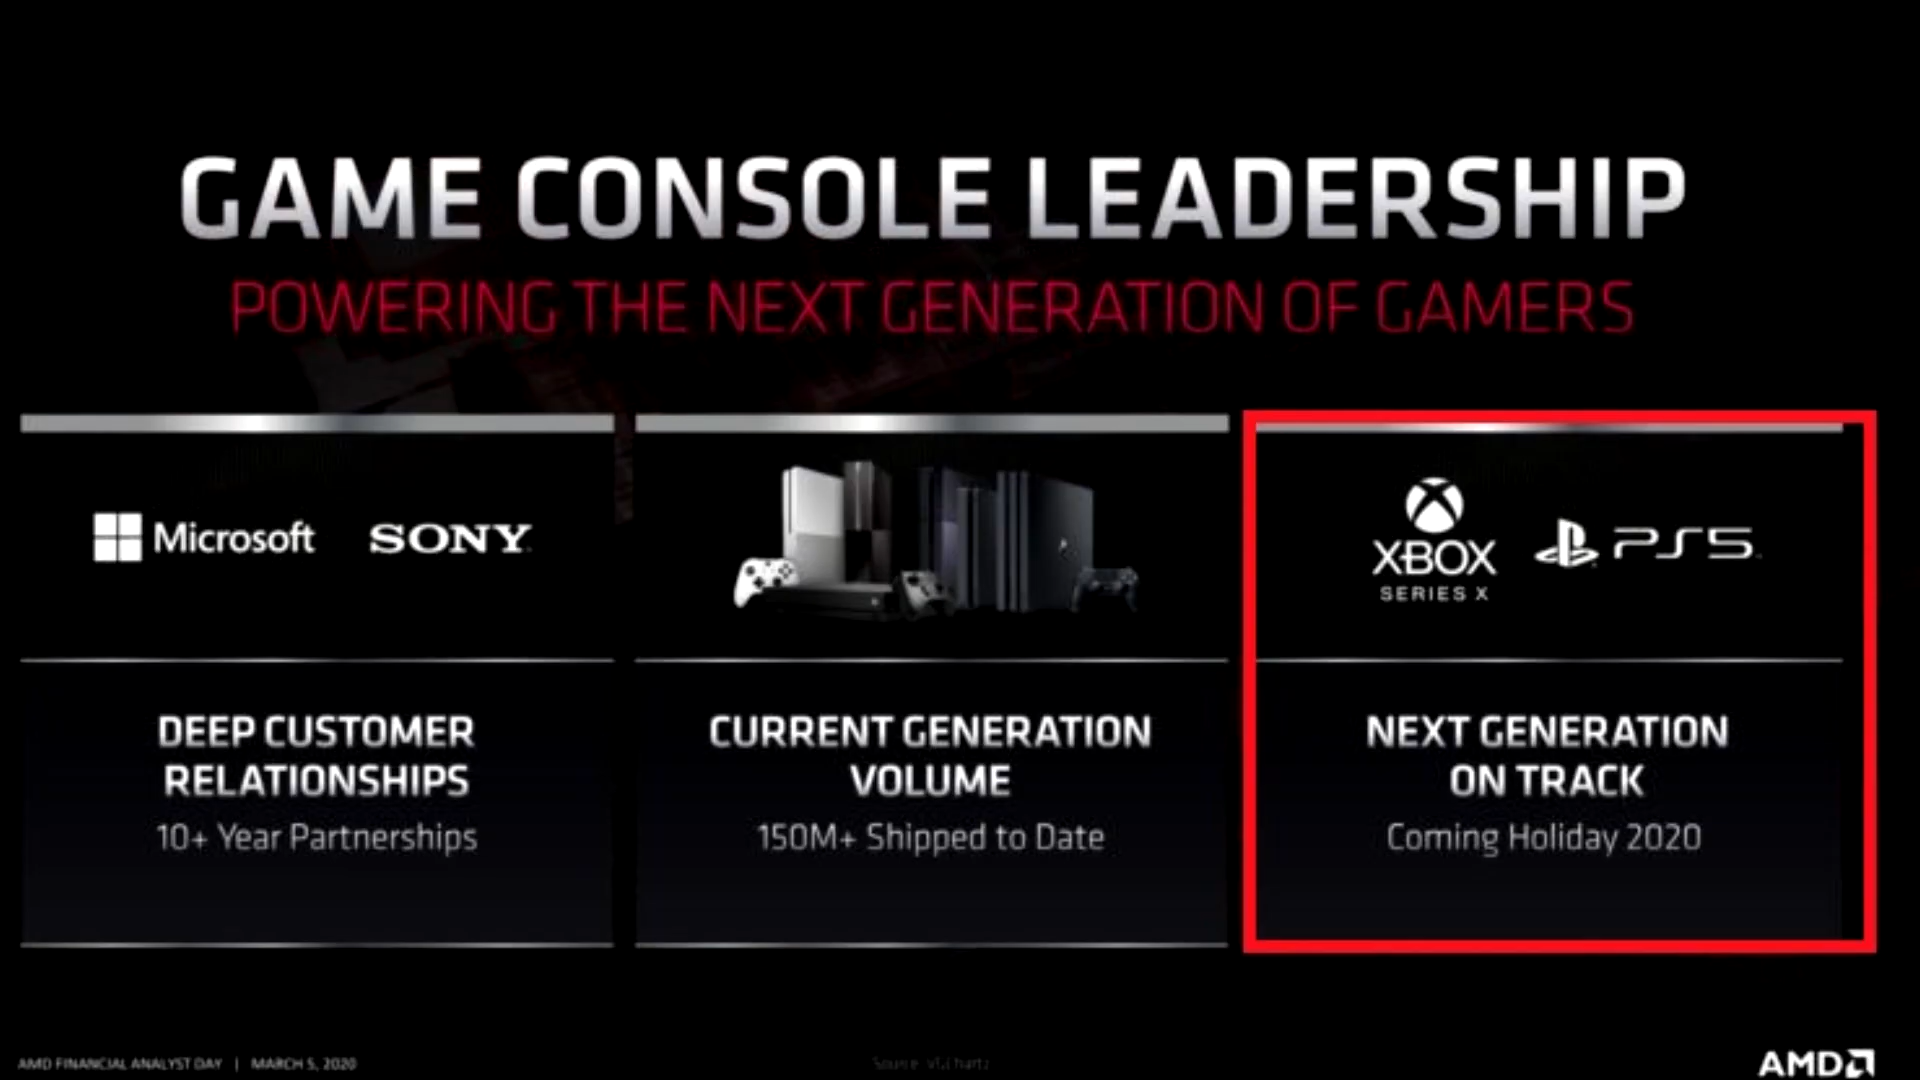 GAME CONSOLE LEADERSHIP
POWERING THE NEXT GENERATION OF GAMERS
Microsoft SONY
XBOX
SERIES X
PS5
DEEP CUSTOMER
RELATIONSHIPS
10+ Year Partnerships
CURRENT GENERATION
VOLUME
150M+ Shipped to Date
NEXT GENERATION
ON TRACK
Coming Holiday 2020
AMD FINANCIAL ANALYST DAY | MARCH 5, 2020
Source: VGChartz
AMD